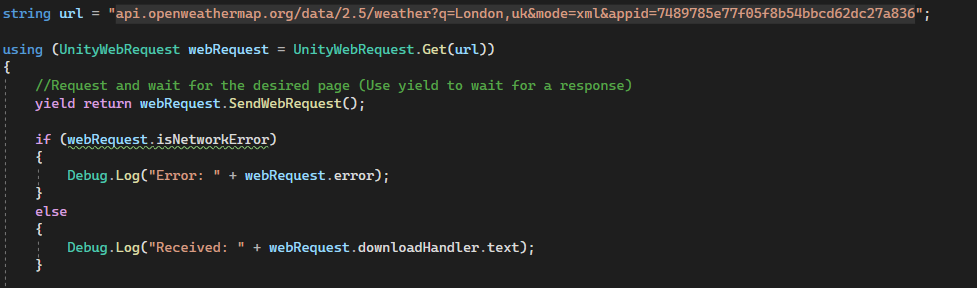 string url = "api.openweathermap.org/data/2.5/weather?q=London,uk&mode=xml&appid=7489785e77f05f8b54bbcd62dc27a836";
using (UnityWebRequest webRequest = UnityWebRequest.Get(url))
{
//Request and wait for the desired page (Use yield to wait for a response)
yield return webRequest.SendWebRequest();
if (webRequest.isNetworkError)
{
Debug.Log("Error: " + webRequest.error);
}
else
{
Debug.Log("Received: " + webRequest.downloadHandler.text);
}